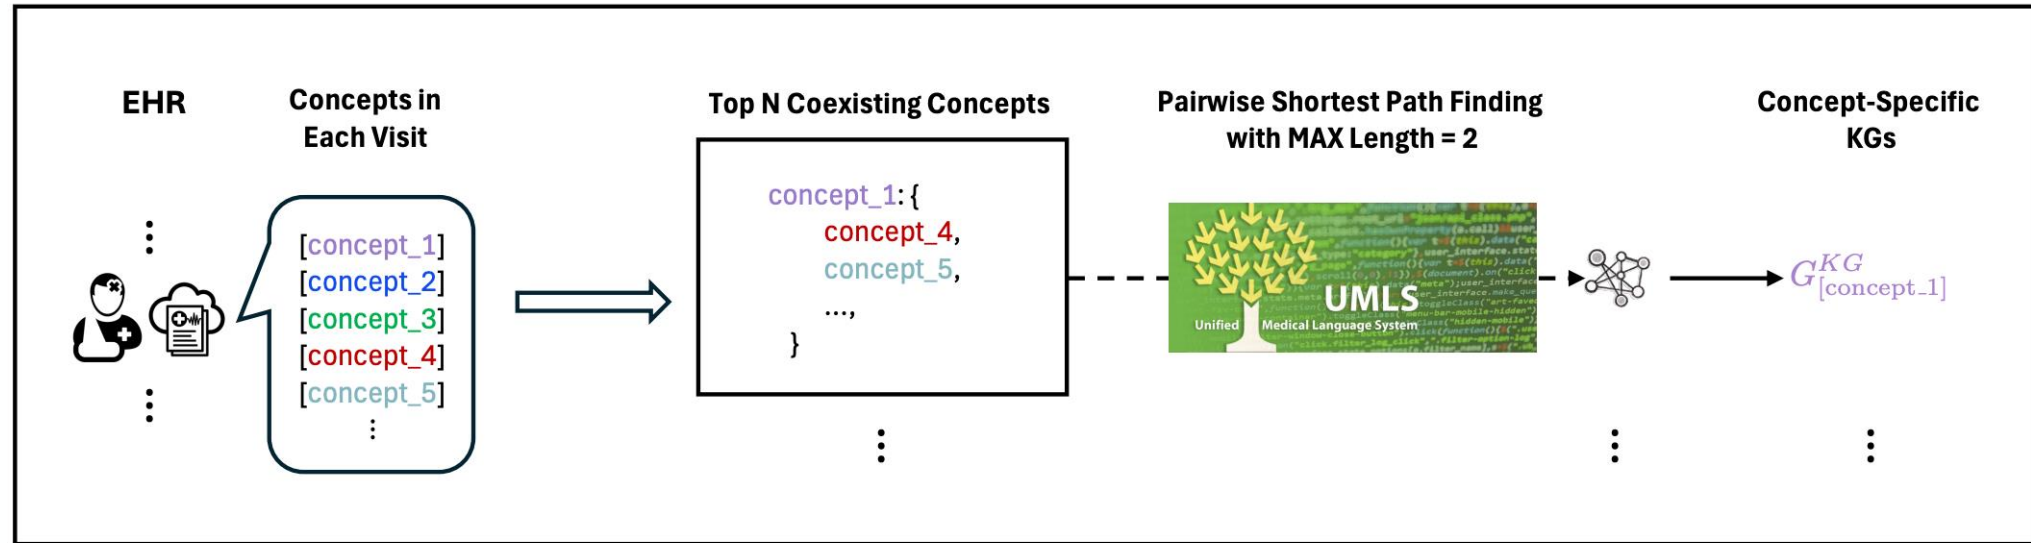 EHR
Concepts in
Each Visit
[concept_1]
[concept_2]
[concept_3]
[concept_4]
[concept_5]
Top N Coexisting Concepts
concept_1: {
concept_4,
concept_5,
...,
}
Pairwise Shortest Path Finding
with MAX Length = 2
UMLS
Unified Medical Language System
Concept-Specific
KGs
G^{KG}_{[concept_1]}